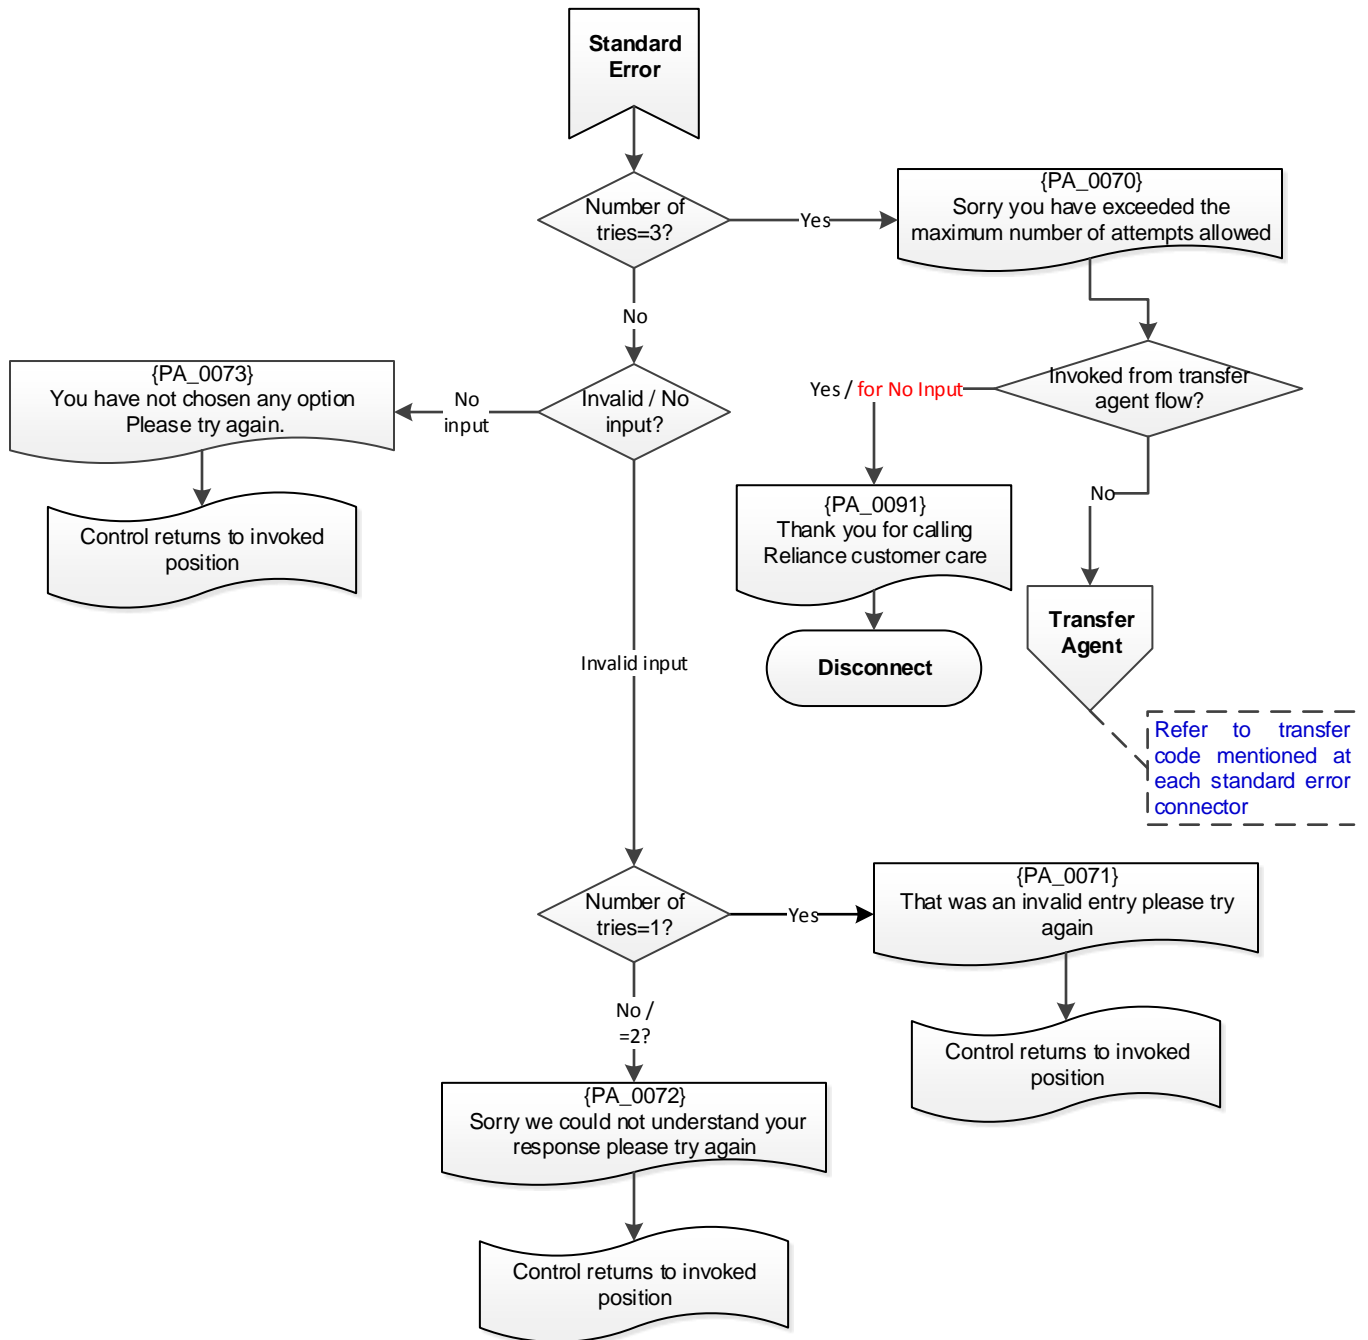 Standard
Error
Number of
tries=3?
Yes
{PA_0070}
Sorry you have exceeded the
maximum number of attempts allowed
No
Invalid / No
input?
No
input
{PA_0073}
You have not chosen any option
Please try again.
Control returns to invoked
position
Invoked from transfer
agent flow?
Yes / for No Input
{PA_0091}
Thank you for calling
Reliance customer care
Disconnect
No
Transfer
Agent
Refer to transfer
code mentioned at
each standard error
connector
Invalid input
Number of
tries=1?
Yes
{PA_0071}
That was an invalid entry please try
again
Control returns to invoked
position
No /
=2?
{PA_0072}
Sorry we could not understand your
response please try again
Control returns to invoked
position